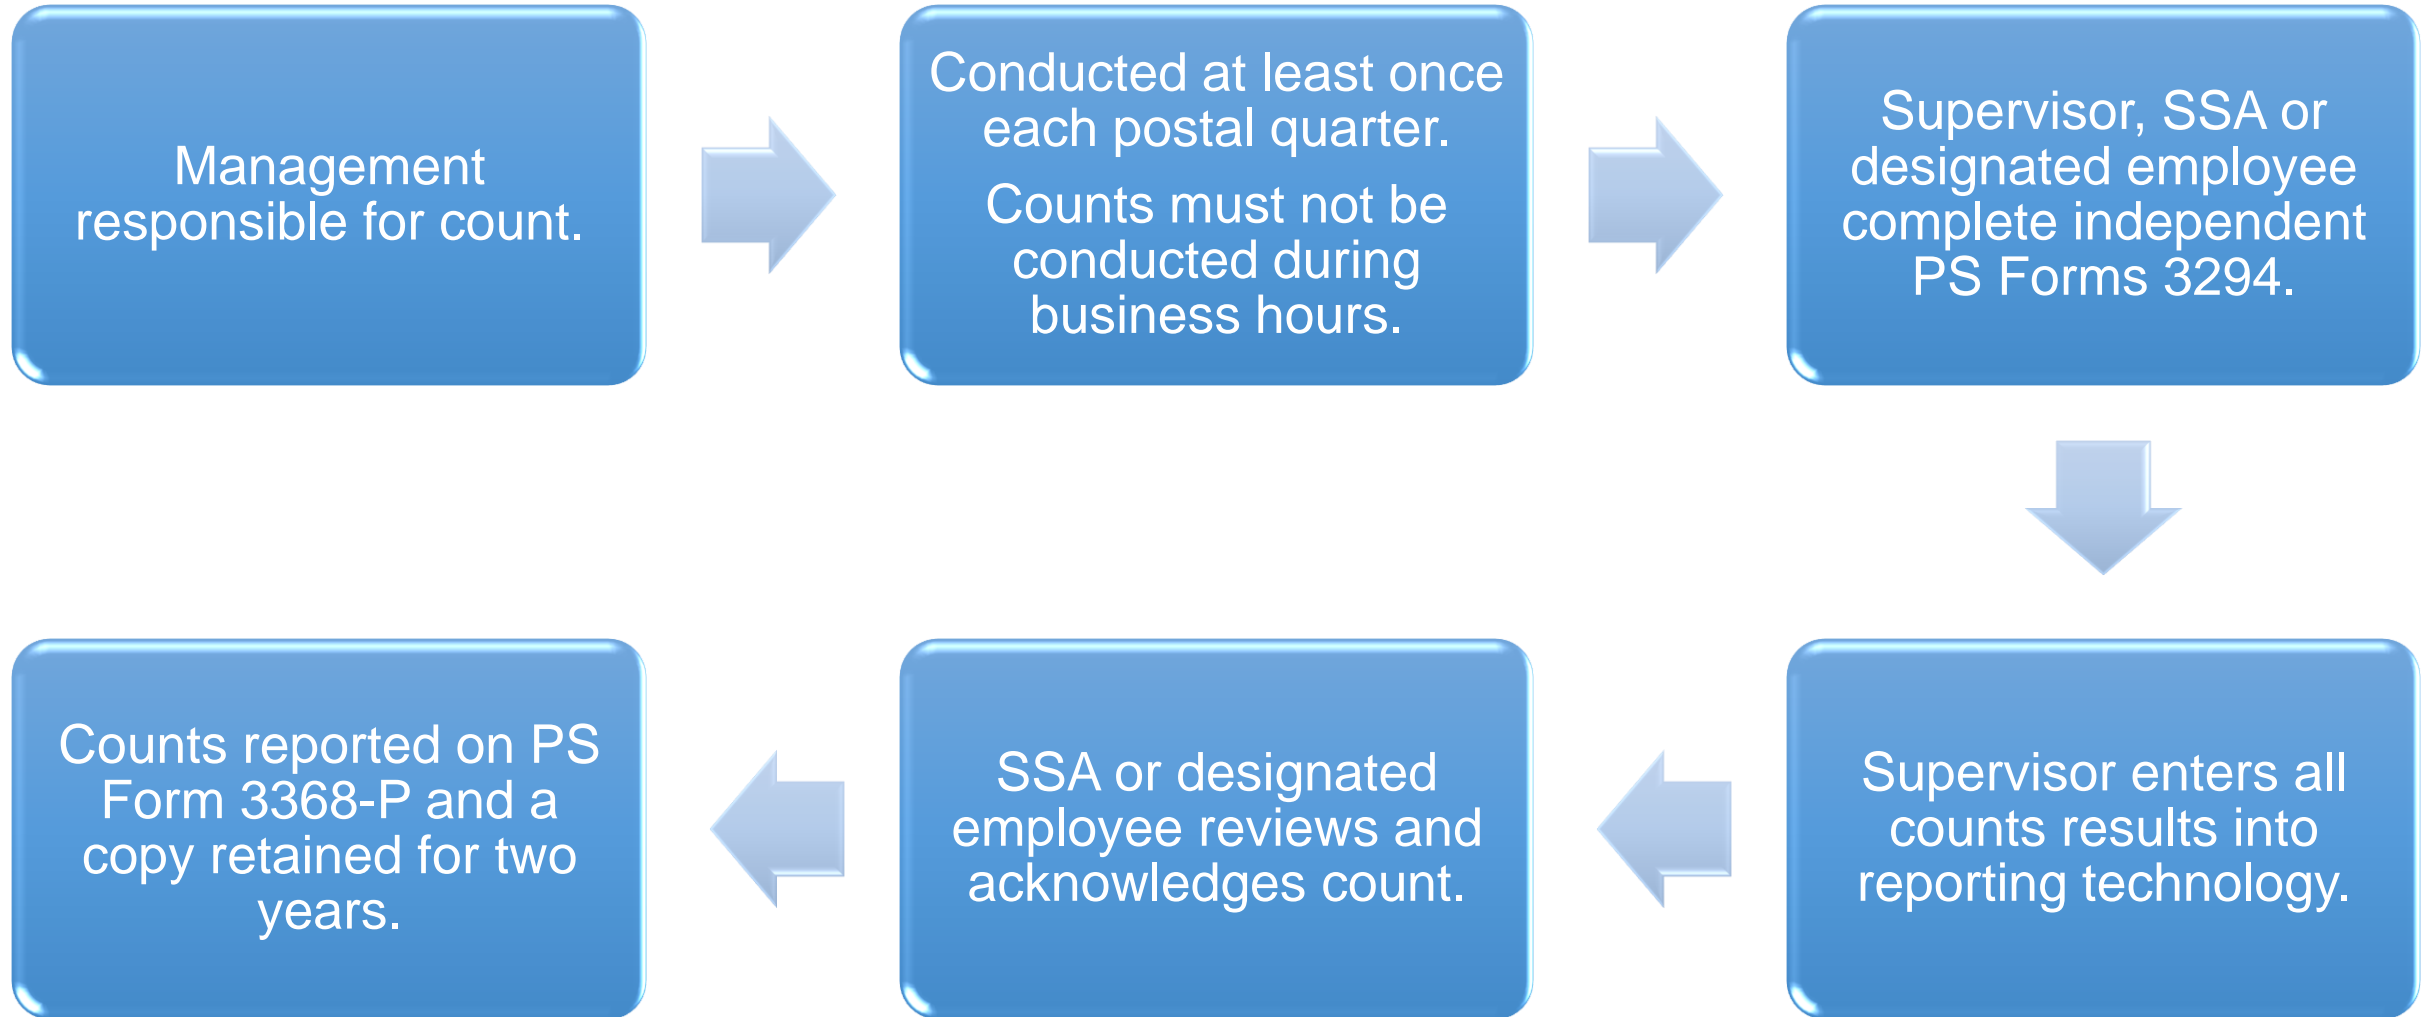 Management
responsible for count.
Conducted at least once
each postal quarter.
Counts must not be
conducted during
business hours.
Supervisor, SSA or
designated employee
complete independent
PS Forms 3294.
Supervisor enters all
counts results into
reporting technology.
SSA or designated
employee reviews and
acknowledges count.
Counts reported on PS
Form 3368-P and a
copy retained for two
years.